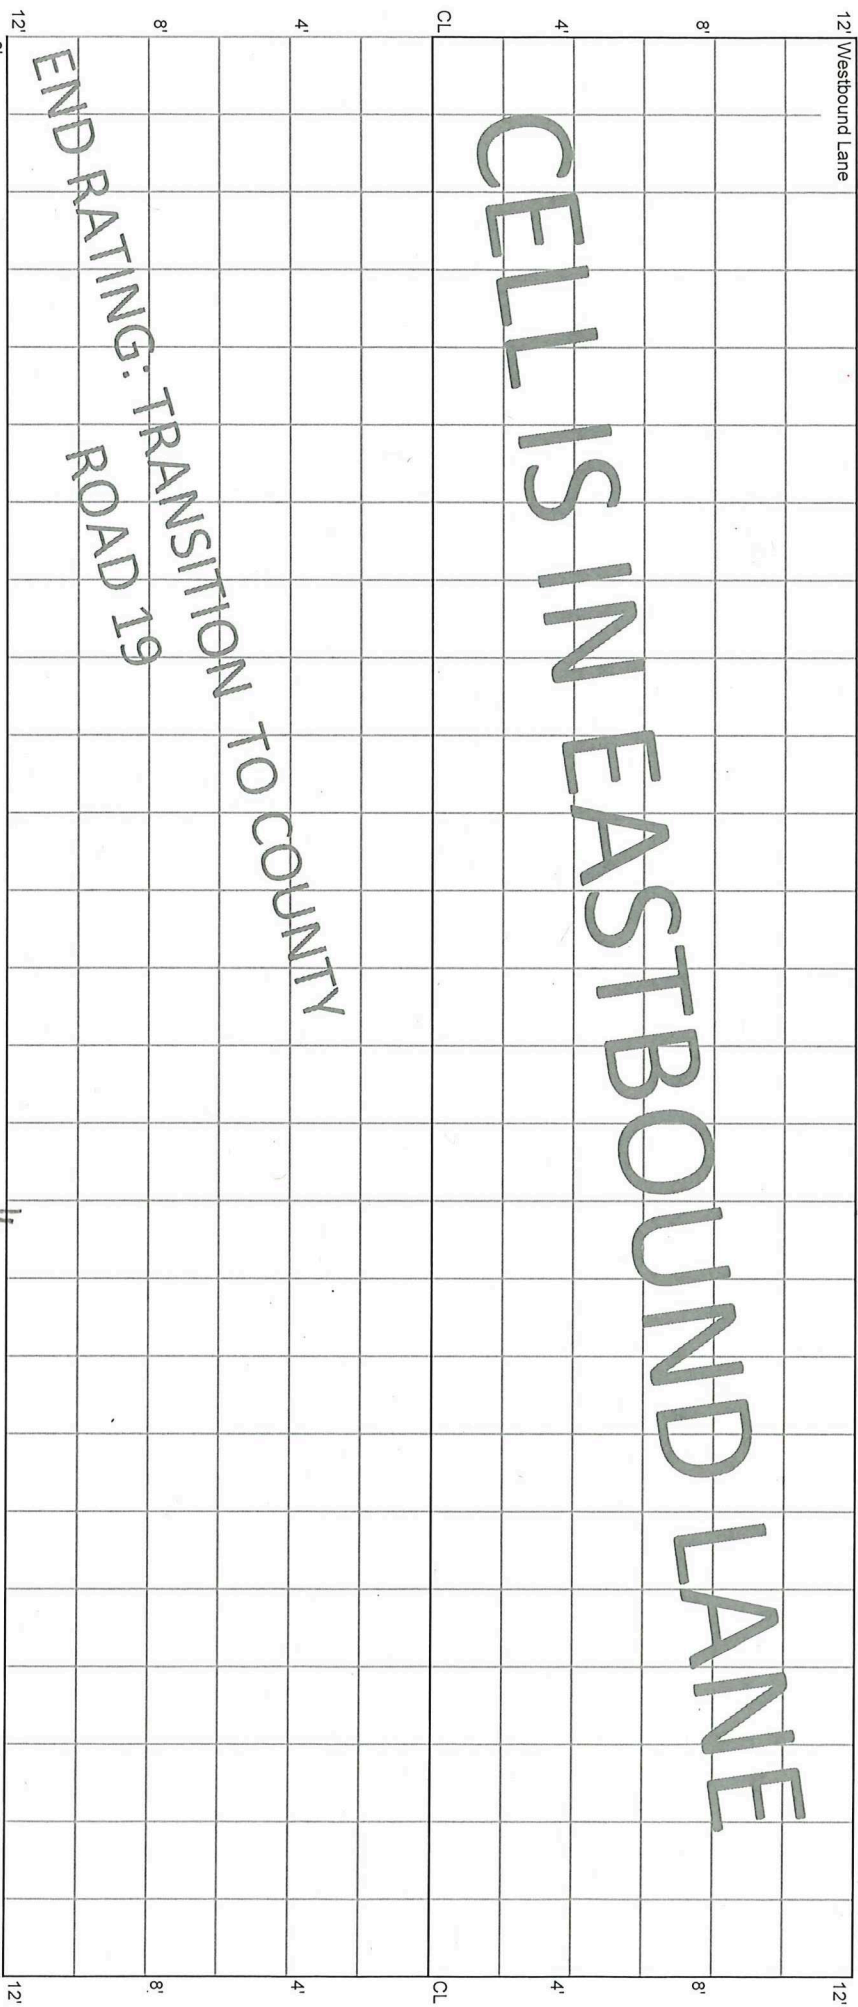 12' Westbound Lane
8'
4'
CL
4'
8'
12'
CELL IS IN EASTBOUND LANE
END RATING: TRANSITION TO COUNTY
ROAD 19
12'
8'
4'
CL
4'
8'
12'